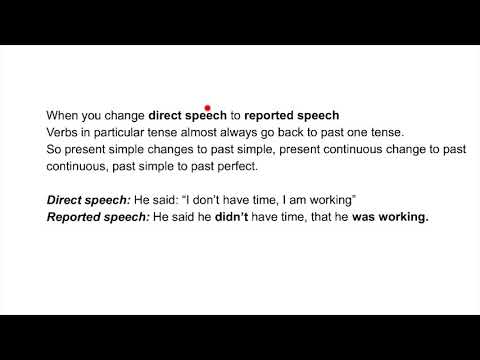 When you change direct speech to reported speech
Verbs in particular tense almost always go back to past one tense.
So present simple changes to past simple, present continuous change to past
continuous, past simple to past perfect.
Direct speech: He said: “I don’t have time, I am working”
Reported speech: He said he didn’t have time, that he was working.